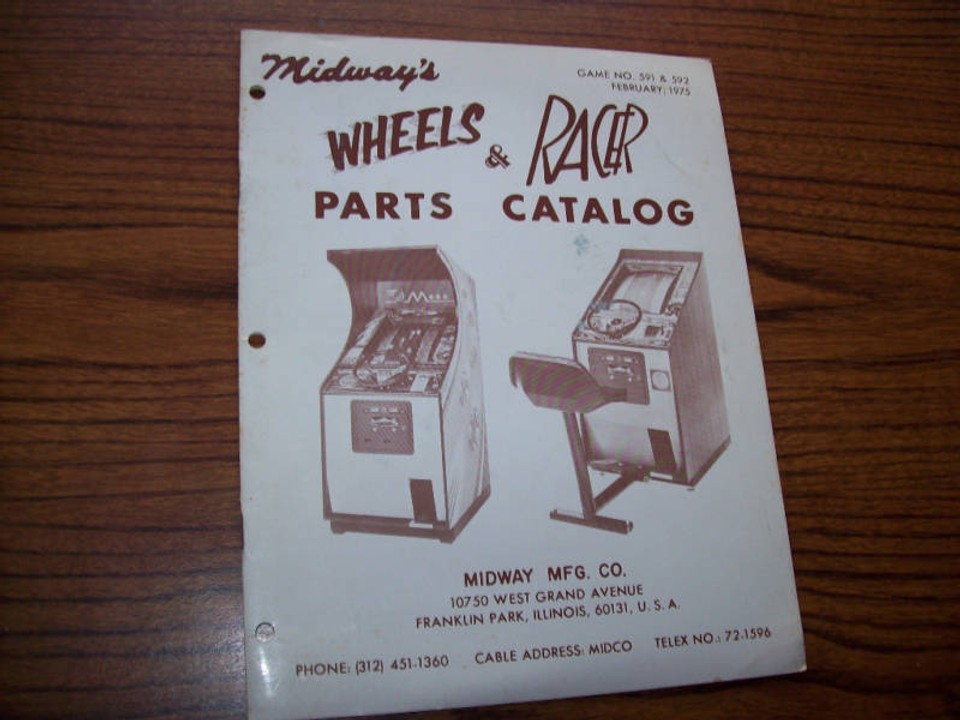 Midway's
GAME NO. 591 & 592
FEBRUARY, 1975
WHEELS & RACER
PARTS CATALOG
MIDWAY MFG. CO.
10750 WEST GRAND AVENUE
FRANKLIN PARK, ILLINOIS, 60131, U. S. A.
PHONE: (312) 451-1360 CABLE ADDRESS: MIDCO TELEX NO.: 72-1596